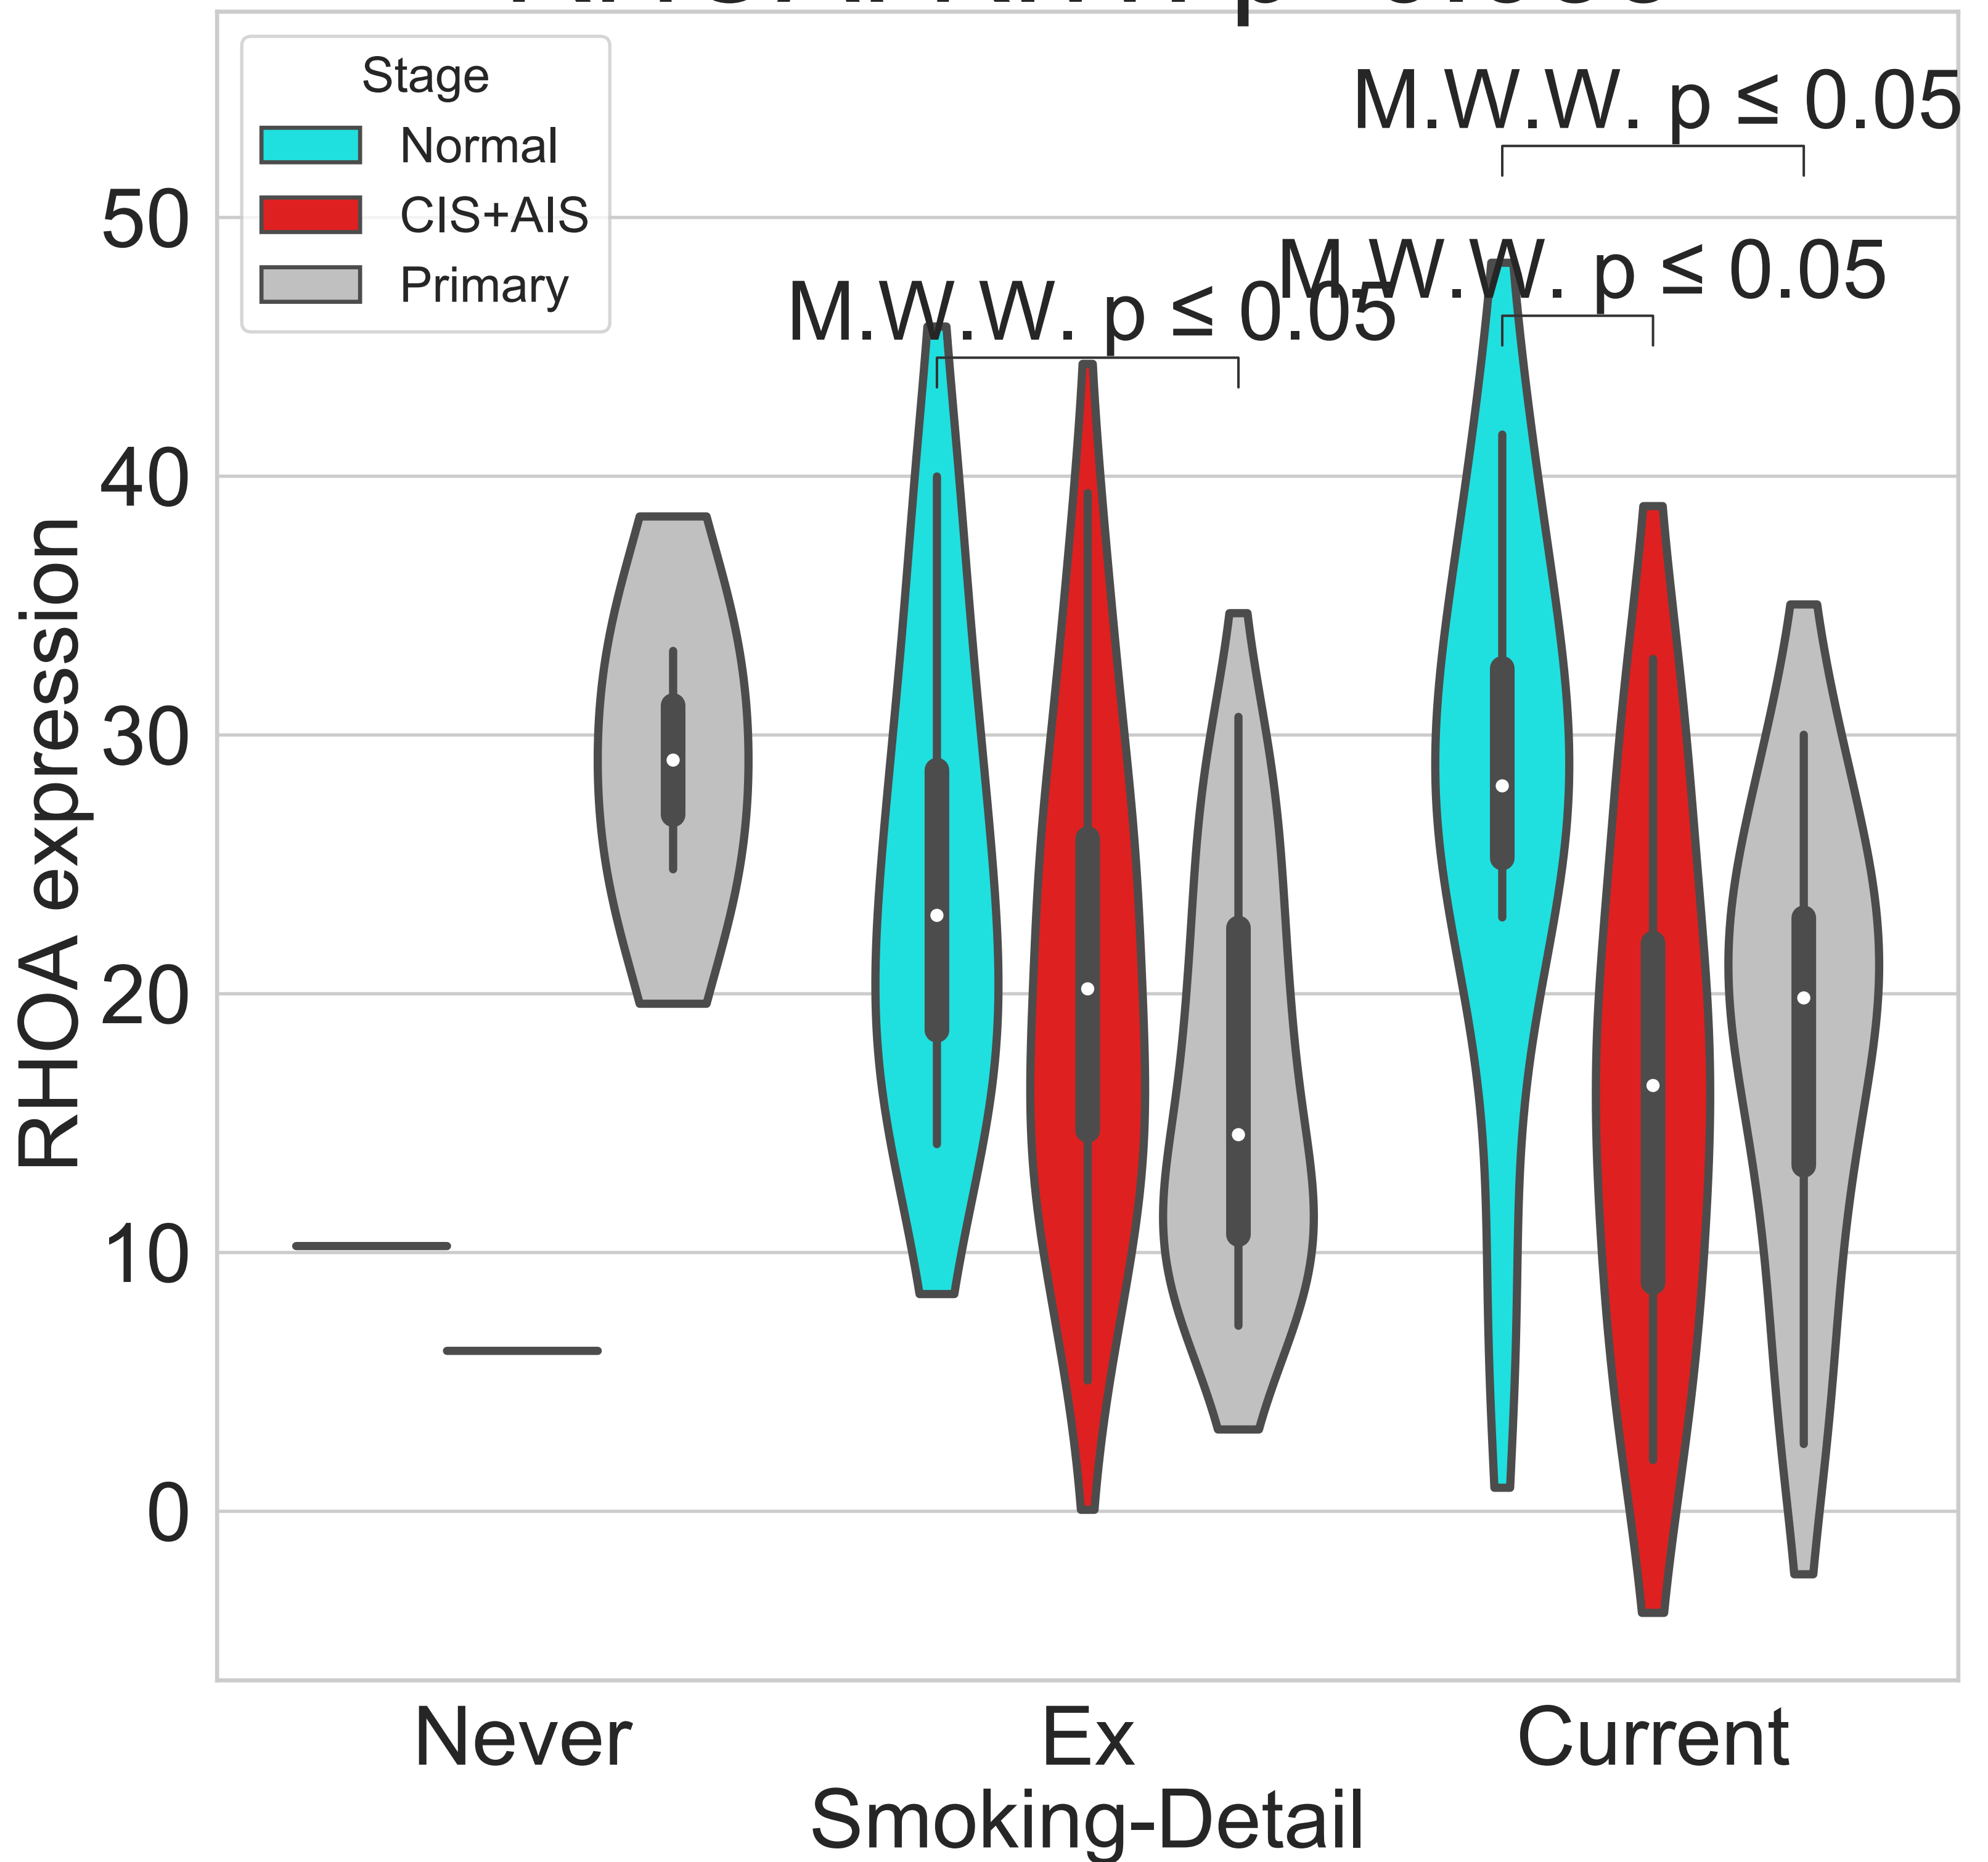 Stage
Normal
CIS+AIS
Primary
M.W.W. p ≤ 0.05
M.W.W. p ≤ 0.05
M.W.W. p ≤ 0.05
50
40
30
20
10
0
RHOA expression
Never
Ex
Current
Smoking-Detail